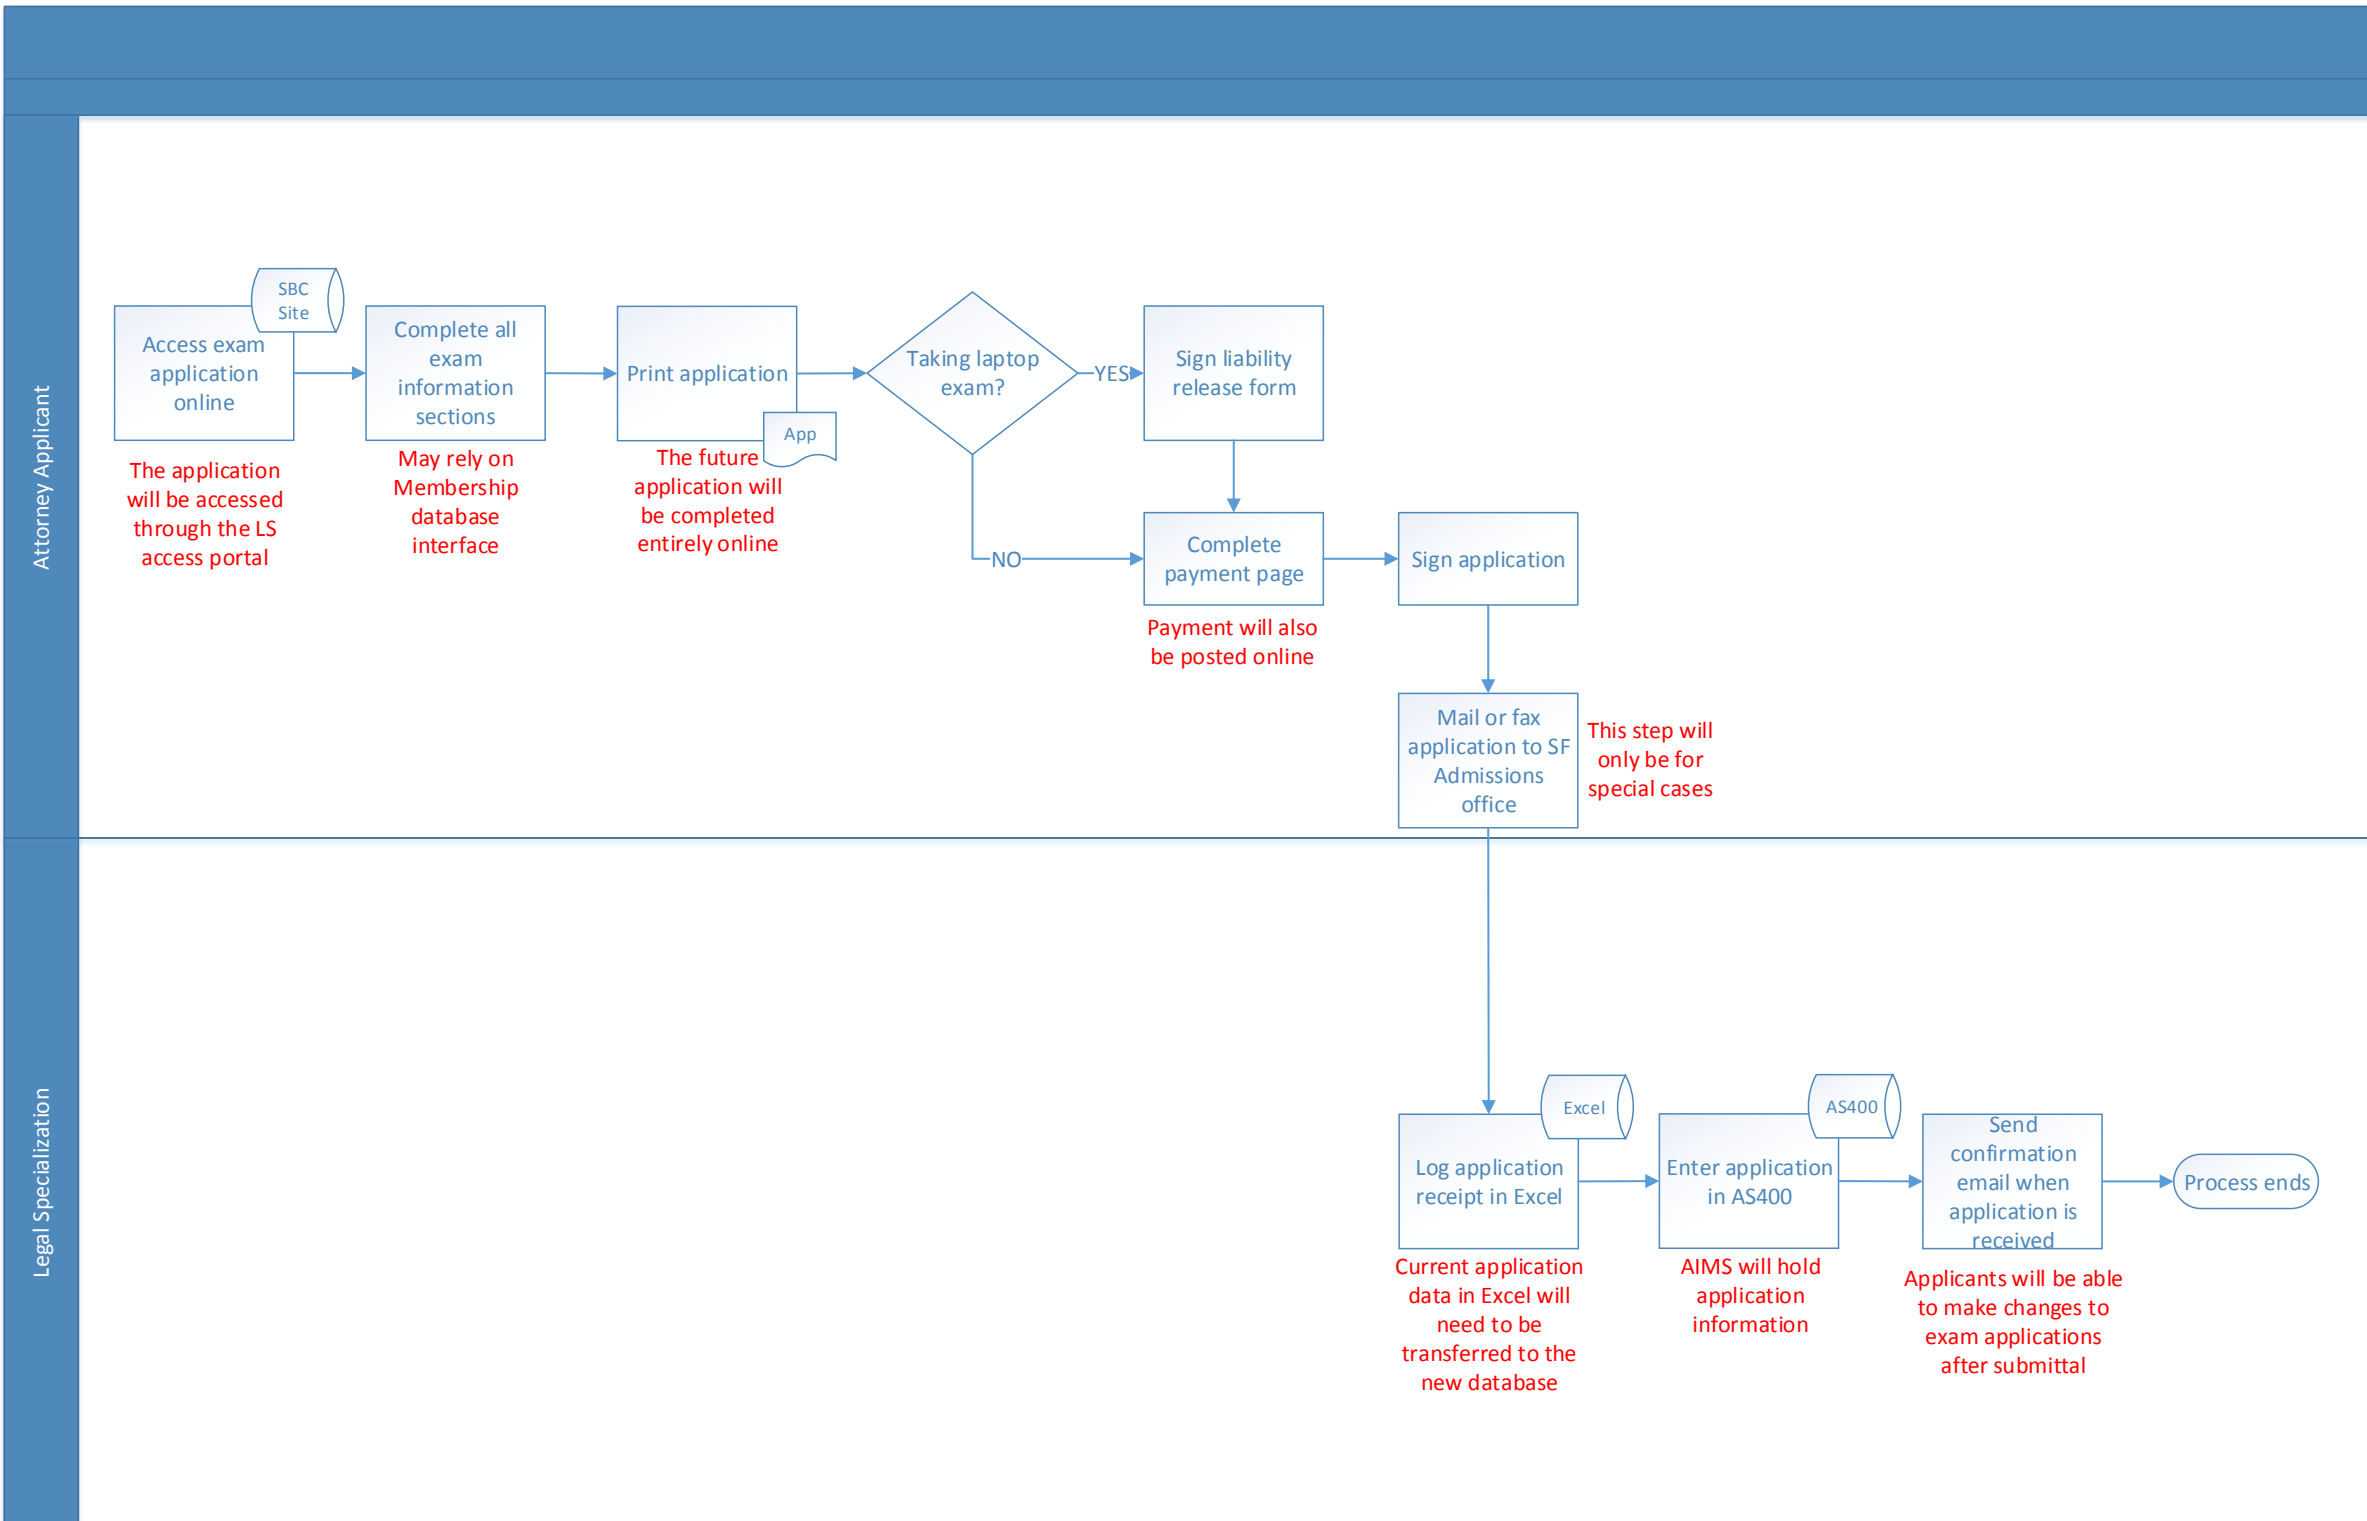 Attorney Applicant
SBC
Site
Access exam
application
online
The application
will be accessed
through the LS
access portal
Complete all
exam
information
sections
May rely on
Membership
database
interface
Print application
App
The future
application will
be completed
entirely online
Taking laptop
exam?
YES
NO
Sign liability
release form
Complete
payment page
Payment will also
be posted online
Sign application
Mail or fax
application to SF
Admissions
office
This step will
only be for
special cases
Legal Specialization
Excel
Log application
receipt in Excel
Current application
data in Excel will
need to be
transferred to the
new database
AS400
Enter application
in AS400
AIMS will hold
application
information
Send
confirmation
email when
application is
received
Applicants will be able
to make changes to
exam applications
after submittal
Process ends